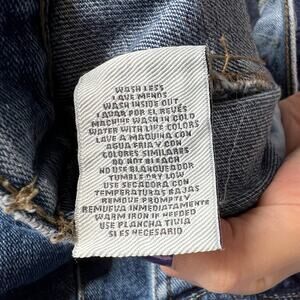 WASH LESS
LAVE MENOS
WASH INSIDE OUT
LAVAR POR EL REVÉS
MACHINE WASH IN COLD
WATER WITH LIKE COLORS
LAVE A MAQUINA CON
AGUA FRIA Y CON
COLORES SIMILARES
DO NOT BLEACH
NO USE BLANQUEADOR
TUMBLE DRY LOW
USE SECADORA CON
TEMPERATURAS BAJAS
REMOVE PROMPTLY
REMUEVA INMEDIATAMENTE
WARM IRON IF NEEDED
USE PLANCHA TIVIA
SI ES NECESARIO